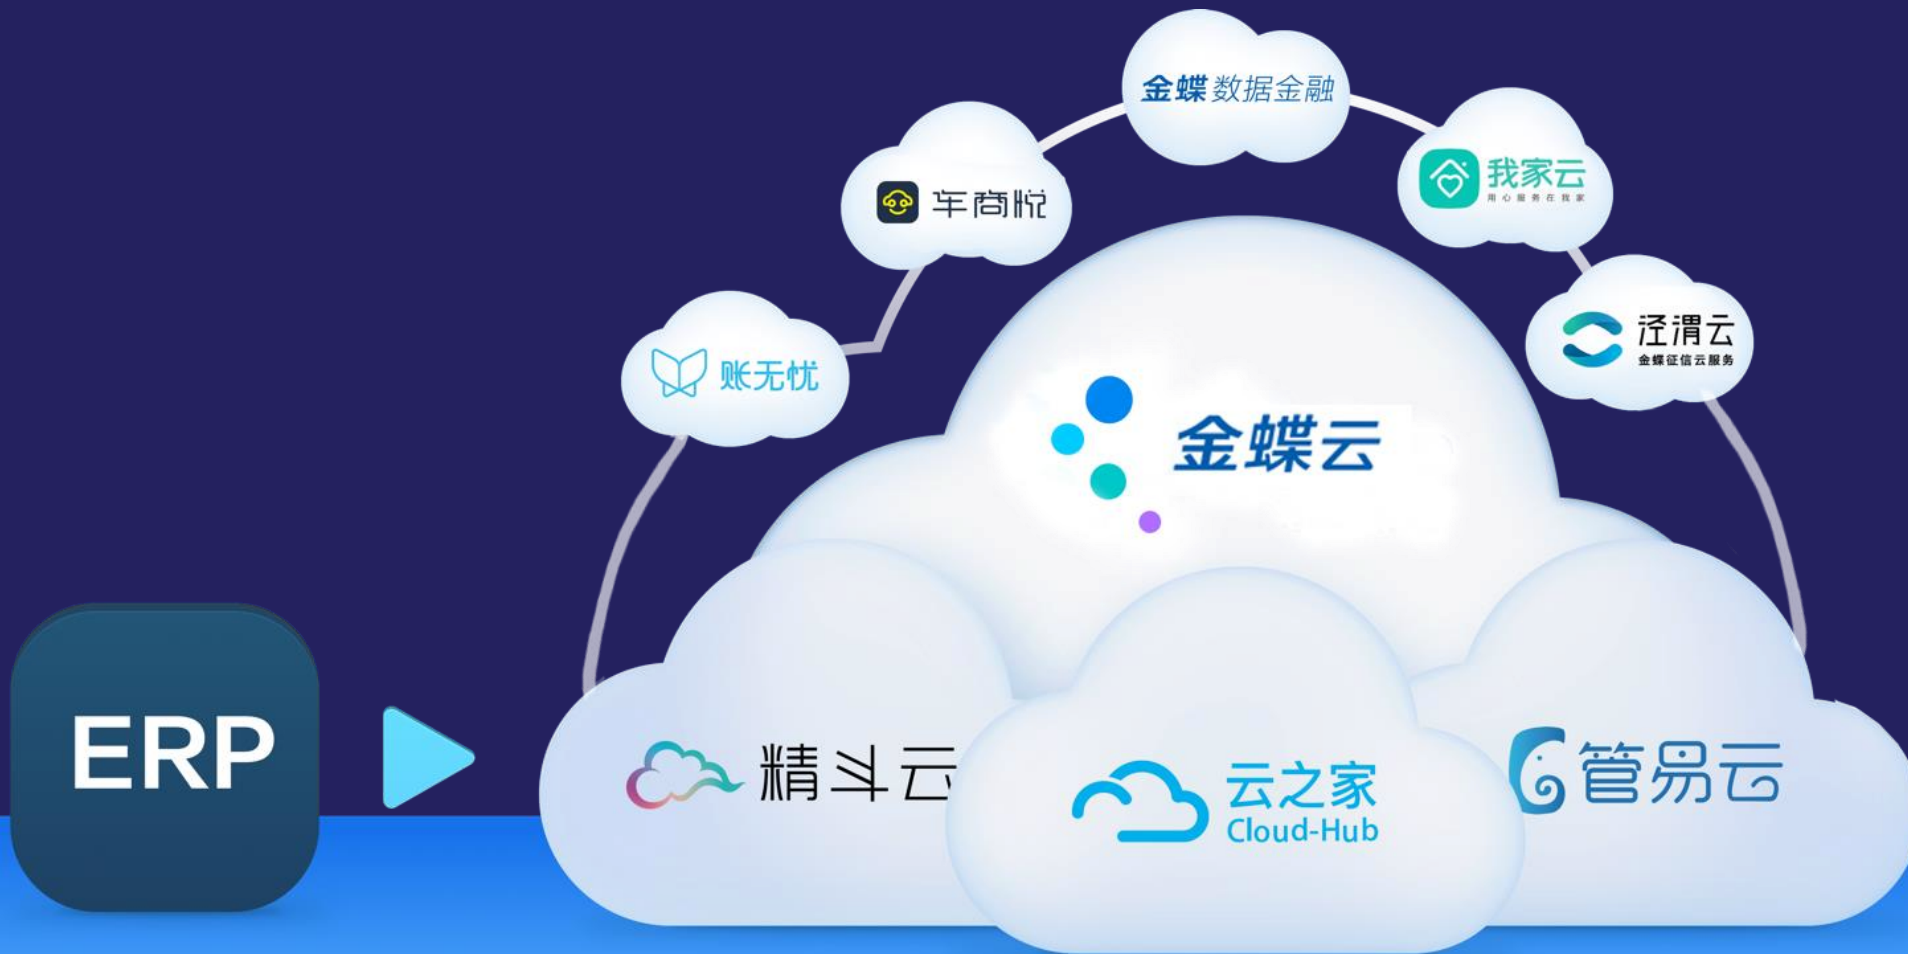 金蝶数据金融
我家云
用心服务在我家
车商悦
泾渭云
金蝶征信云服务
账无忧
金蝶云
ERP
精斗云
云之家
Cloud-Hub
管易云